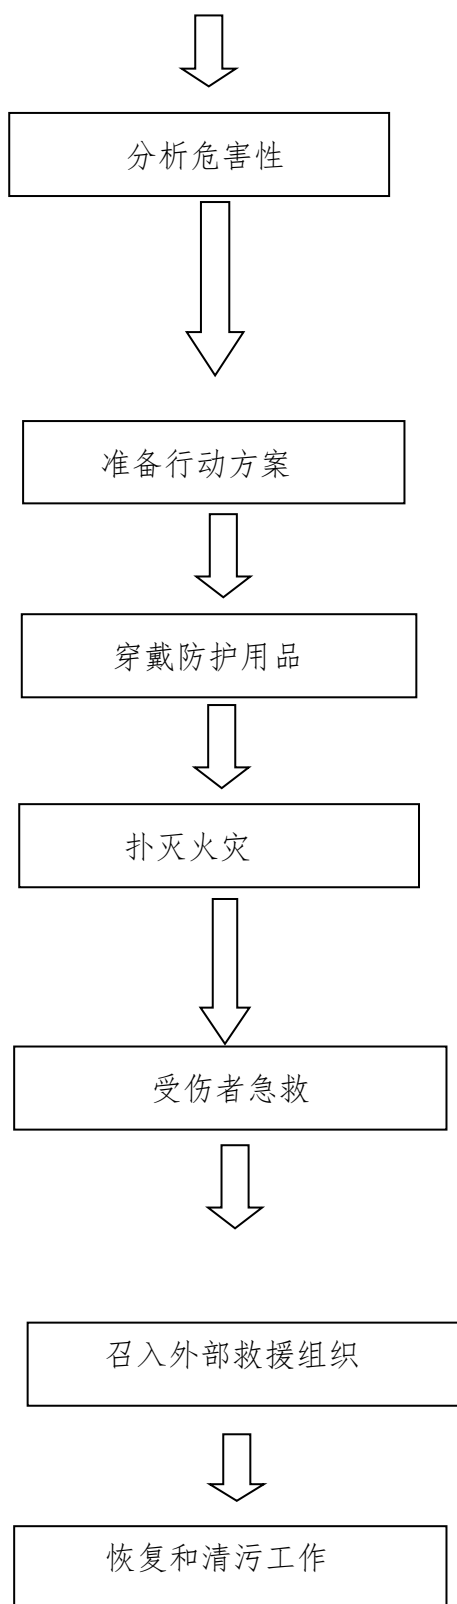 分析危害性
准备行动方案
穿戴防护用品
扑灭火灾
受伤者急救
召入外部救援组织
恢复和清污工作